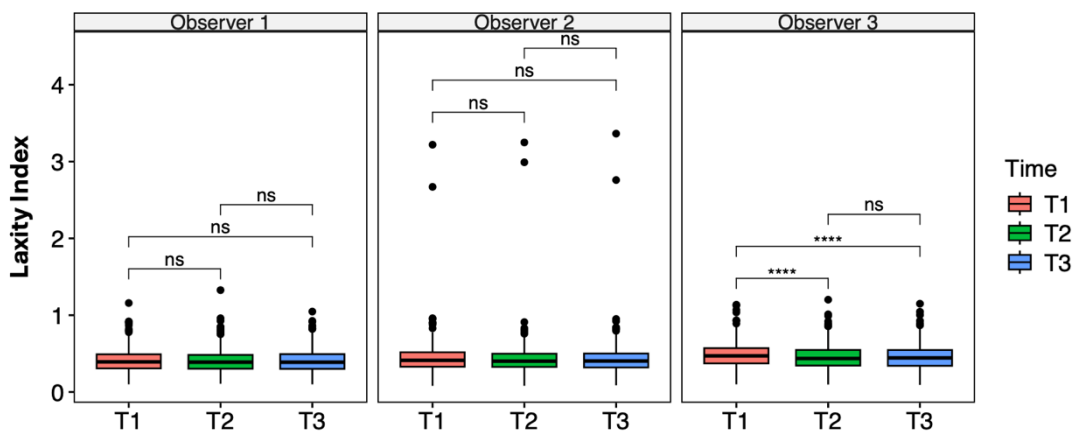 Observer 1
Observer 2
Observer 3
ns
ns
ns
ns
ns
ns
ns
****
****
Laxity Index
4
3
2
1
0
T1
T2
T3
T1
T2
T3
T1
T2
T3
Time
T1
T2
T3